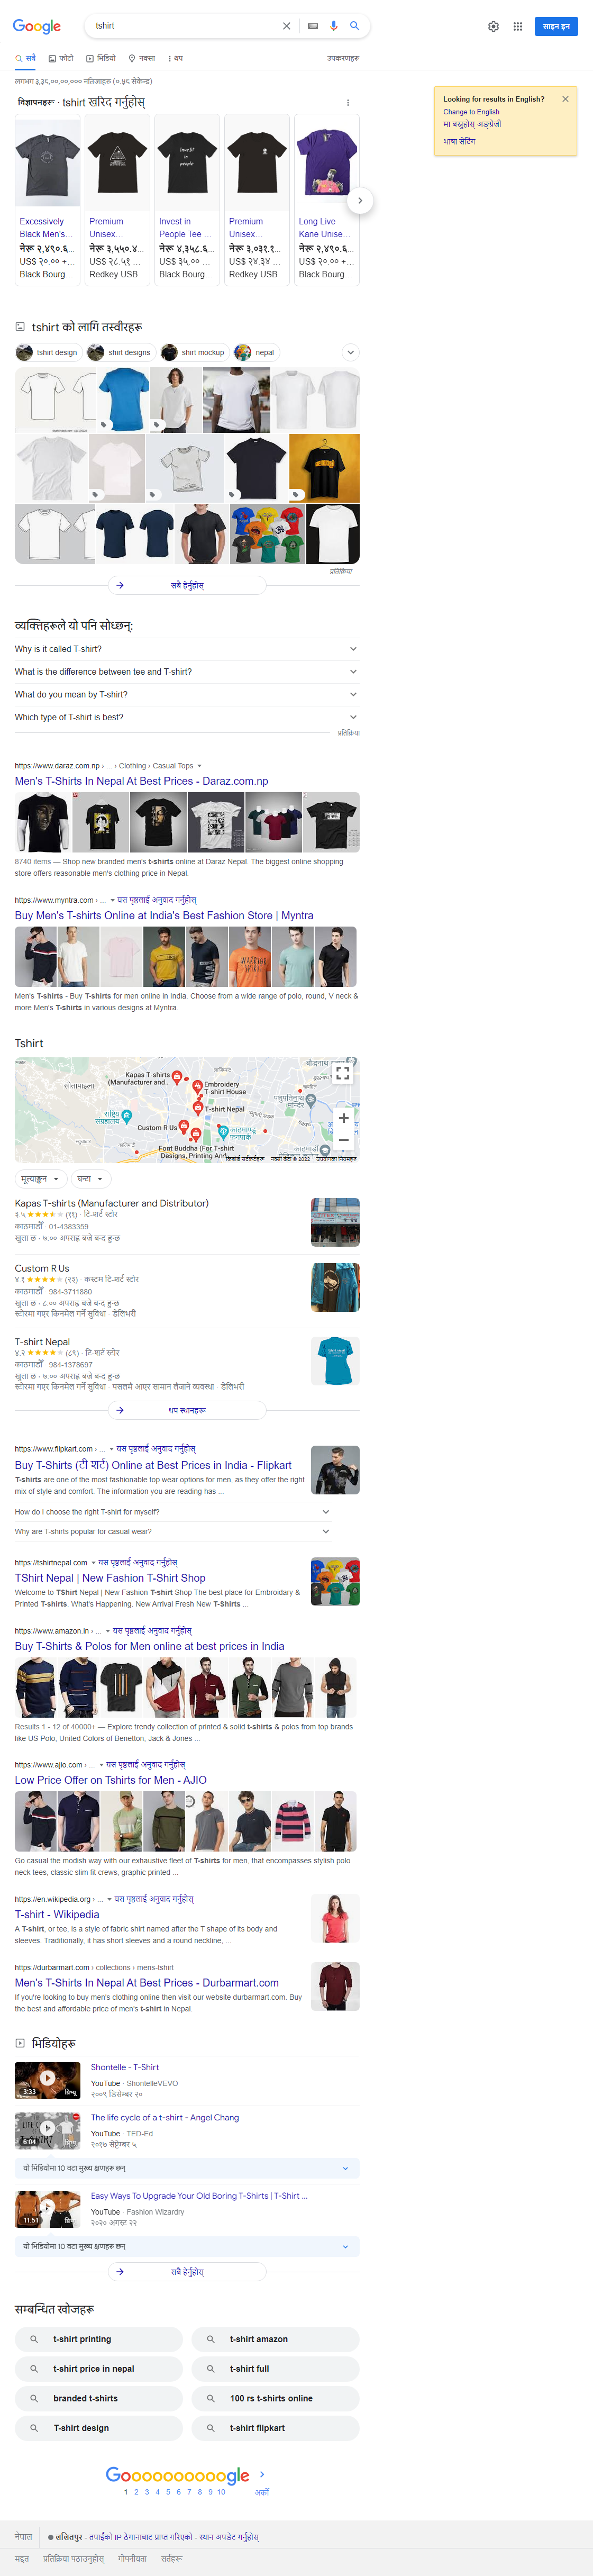 Google
tshirt
साइन इन
सबै फोटो भिडियो नक्सा थप उपकरणहरू
लगभग ३,३८,००,००,००० नतिजाहरु (०.४८ सेकेन्ड)
Looking for results in English?
Change to English
मा बस्नुहोस् अङ्ग्रेजी
भाषा सेटिंग
विज्ञापनहरू · tshirt खरिद गर्नुहोस्
Excessively Black Men's...
नेरू २,४९०.६...
US$ २०.०० +...
Black Bourg...
Premium Unisex...
नेरू ३,५५०.४...
US$ २८.५१ ...
Redkey USB
Invest in People Tee ...
नेरू ४,३५८.६...
US$ ३५.०० ...
Black Bourg...
Premium Unisex...
नेरू ३,०३१.१...
US$ २४.३४ ...
Redkey USB
Long Live Kane Unise...
नेरू २,४९०.६...
US$ २०.०० +...
Black Bourg...
tshirt को लागि तस्वीरहरू
tshirt design shirt designs shirt mockup nepal
प्रतिक्रिया
सबै हेर्नुहोस्
व्यक्तिहरूले यो पनि सोध्छन्:
Why is it called T-shirt?
What is the difference between tee and T-shirt?
What do you mean by T-shirt?
Which type of T-shirt is best?
प्रतिक्रिया
https://www.daraz.com.np › ... › Clothing › Casual Tops
Men's T-Shirts In Nepal At Best Prices - Daraz.com.np
8740 items — Shop new branded men's t-shirts online at Daraz Nepal. The biggest online shopping
store offers reasonable men's clothing price in Nepal.
https://www.myntra.com › ... यस पृष्ठलाई अनुवाद गर्नुहोस्
Buy Men's T-shirts Online at India's Best Fashion Store | Myntra
Men's T-shirts - Buy T-Shirts for men online in India. Choose from a wide range of polo, round, V neck &
more Men's T-shirts in various designs at Myntra.
Tshirt
Kapas T-shirts (Manufacturer and...
Embroidery T-shirt House
T-shirt Nepal
Custom R Us
Font Buddha (For T-shirt Designs, Printing And...
सीतापाइला
राष्ट्रिय संग्रहालय
पशुपतिनाथ मन्दिर
काठमाण्डू फनपार्क
किबोर्ड सर्टकटहरू नक्सा डेटा © 2022 उपयोगका नियमहरु
मूल्याङ्कन घन्टा
Kapas T-shirts (Manufacturer and Distributor)
३.५ (११) · टि-शर्ट स्टोर
काठमाडौँ · 01-4383359
खुला छ ⋅ ७:०० अपराह्न बजे बन्द हुन्छ
Custom R Us
४.१ (२३) · कस्टम टि-शर्ट स्टोर
काठमाडौँ · 984-3711880
खुला छ ⋅ ८:०० अपराह्न बजे बन्द हुन्छ
स्टोरमा गएर किनमेल गर्ने सुविधा · डेलिभरी
T-shirt Nepal
४.२ (८९) · टि-शर्ट स्टोर
काठमाडौँ · 984-1378697
खुला छ ⋅ ७:०० अपराह्न बजे बन्द हुन्छ
स्टोरमा गएर किनमेल गर्ने सुविधा · पसलमै आएर सामान लैजाने व्यवस्था · डेलिभरी
थप स्थानहरू
https://www.flipkart.com › ... यस पृष्ठलाई अनुवाद गर्नुहोस्
Buy T-Shirts (टी शर्ट) Online at Best Prices in India - Flipkart
T-shirts are one of the most fashionable top wear options for men, as they offer the right
mix of style and comfort. The information you are reading has ...
How do I choose the right T-shirt for myself?
Why are T-shirts popular for casual wear?
https://tshirtnepal.com यस पृष्ठलाई अनुवाद गर्नुहोस्
TShirt Nepal | New Fashion T-Shirt Shop
Welcome to TShirt Nepal | New Fashion T-shirt Shop The best place for Embroidary &
Printed T-shirts. What's Happening. New Arrival Fresh New T-Shirts ...
https://www.amazon.in › ... यस पृष्ठलाई अनुवाद गर्नुहोस्
Buy T-Shirts & Polos for Men online at best prices in India
Results 1 - 12 of 40000+ — Explore trendy collection of printed & solid t-shirts & polos from top brands
like US Polo, United Colors of Benetton, Jack & Jones ...
https://www.ajio.com › ... यस पृष्ठलाई अनुवाद गर्नुहोस्
Low Price Offer on Tshirts for Men - AJIO
Go casual the modish way with our exhaustive fleet of T-shirts for men, that encompasses stylish polo
neck tees, classic slim fit crews, graphic printed ...
https://en.wikipedia.org › ... यस पृष्ठलाई अनुवाद गर्नुहोस्
T-shirt - Wikipedia
A T-shirt, or tee, is a style of fabric shirt named after the T shape of its body and
sleeves. Traditionally, it has short sleeves and a round neckline, ...
https://durbarmart.com › collections › mens-tshirt
Men's T-Shirts In Nepal At Best Prices - Durbarmart.com
If you're looking to buy men's clothing online then visit our website durbarmart.com. Buy
the best and affordable price of men's t-shirt in Nepal.
भिडियोहरू
Shontelle - T-Shirt
YouTube · ShontelleVEVO
२००९ डिसेम्बर २०
3:33
The life cycle of a t-shirt - Angel Chang
YouTube · TED-Ed
२०१७ सेप्टेम्बर ५
6:04
यो भिडियोमा 10 वटा मुख्य क्षणहरू छन्
Easy Ways To Upgrade Your Old Boring T-Shirts | T-Shirt ...
YouTube · Fashion Wizardry
२०२० अगस्ट २२
11:51
यो भिडियोमा 10 वटा मुख्य क्षणहरू छन्
सबै हेर्नुहोस्
सम्बन्धित खोजहरू
t-shirt printing t-shirt amazon
t-shirt price in nepal t-shirt full
branded t-shirts 100 rs t-shirts online
T-shirt design t-shirt flipkart
Goooooooooogle
1 2 3 4 5 6 7 8 9 10 अर्को
नेपाल ललितपुर - तपाईंको IP ठेगानाबाट प्राप्त गरिएको - स्थान अपडेट गर्नुहोस्
मद्दत प्रतिक्रिया पठाउनुहोस् गोपनीयता सर्तहरू